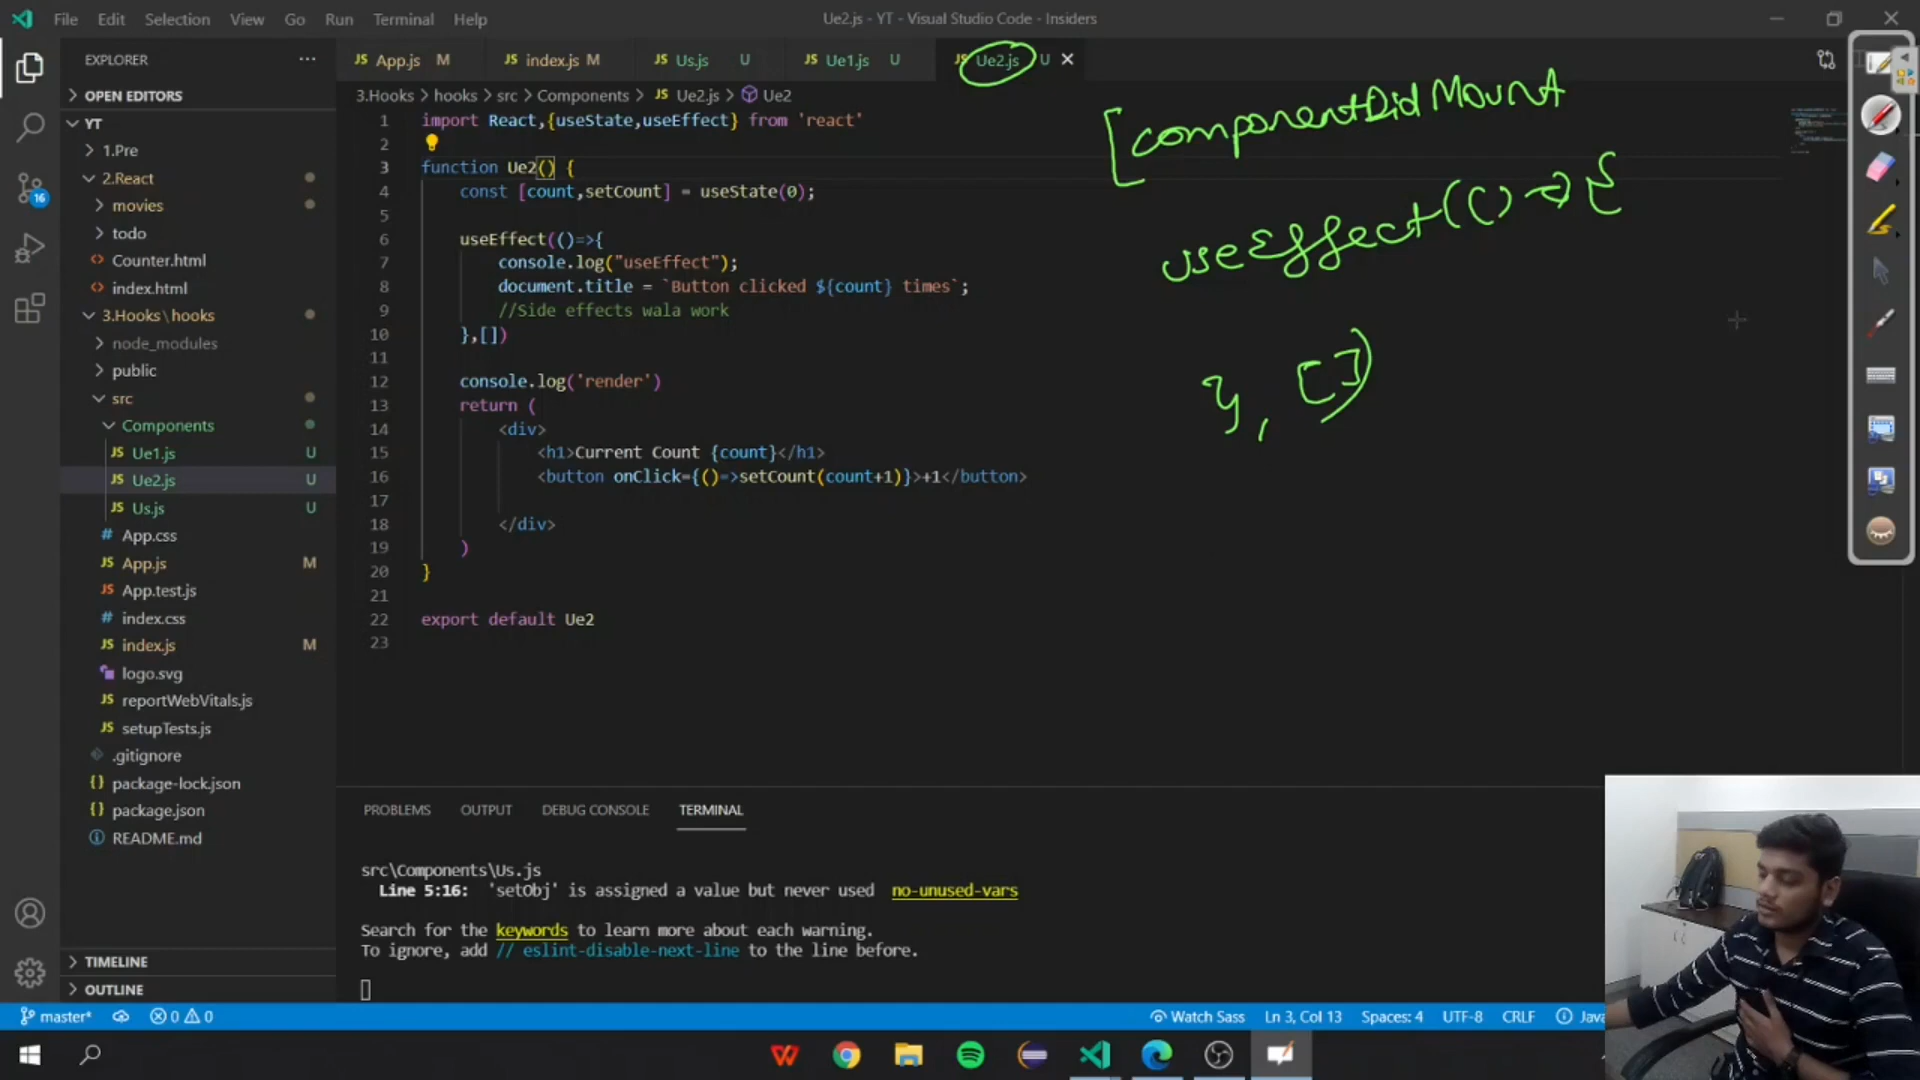 File Edit Selection View Go Run Terminal Help
Ue2.js - YT - Visual Studio Code - Insiders
EXPLORER
OPEN EDITORS
YT
1.Pre
2.React
movies
todo
Counter.html
index.html
3.Hooks\hooks
node_modules
public
src
Components
Ue1.js U
Ue2.js U
Us.js U
App.css
App.js M
App.test.js
index.css
index.js M
logo.svg
reportWebVitals.js
setupTests.js
.gitignore
package-lock.json
package.json
README.md
TIMELINE
OUTLINE
16
JS App.js M JS index.js M JS Us.js U JS Ue1.js U JS Ue2.js U
3.Hooks > hooks > src > Components > JS Ue2.js > Ue2
1 import React,{useState,useEffect} from 'react'
2
3 function Ue2() {
4 const [count,setCount] = useState(0);
5
6 useEffect(()=>{
7 console.log("useEffect");
8 document.title = `Button clicked ${count} times`;
9 //Side effects wala work
10 },[])
11
12 console.log('render')
13 return (
14 <div>
15 <h1>Current Count {count}</h1>
16 <button onClick={()=>setCount(count+1)}>+1</button>
17
18 </div>
19 )
20 }
21
22 export default Ue2
23
[componentDidMount
useEffect(()=>{
}, [])
PROBLEMS OUTPUT DEBUG CONSOLE TERMINAL
src\Components\Us.js
Line 5:16: 'setObj' is assigned a value but never used no-unused-vars
Search for the keywords to learn more about each warning.
To ignore, add // eslint-disable-next-line to the line before.
master* 0 0 Watch Sass Ln 3, Col 13 Spaces: 4 UTF-8 CRLF Java